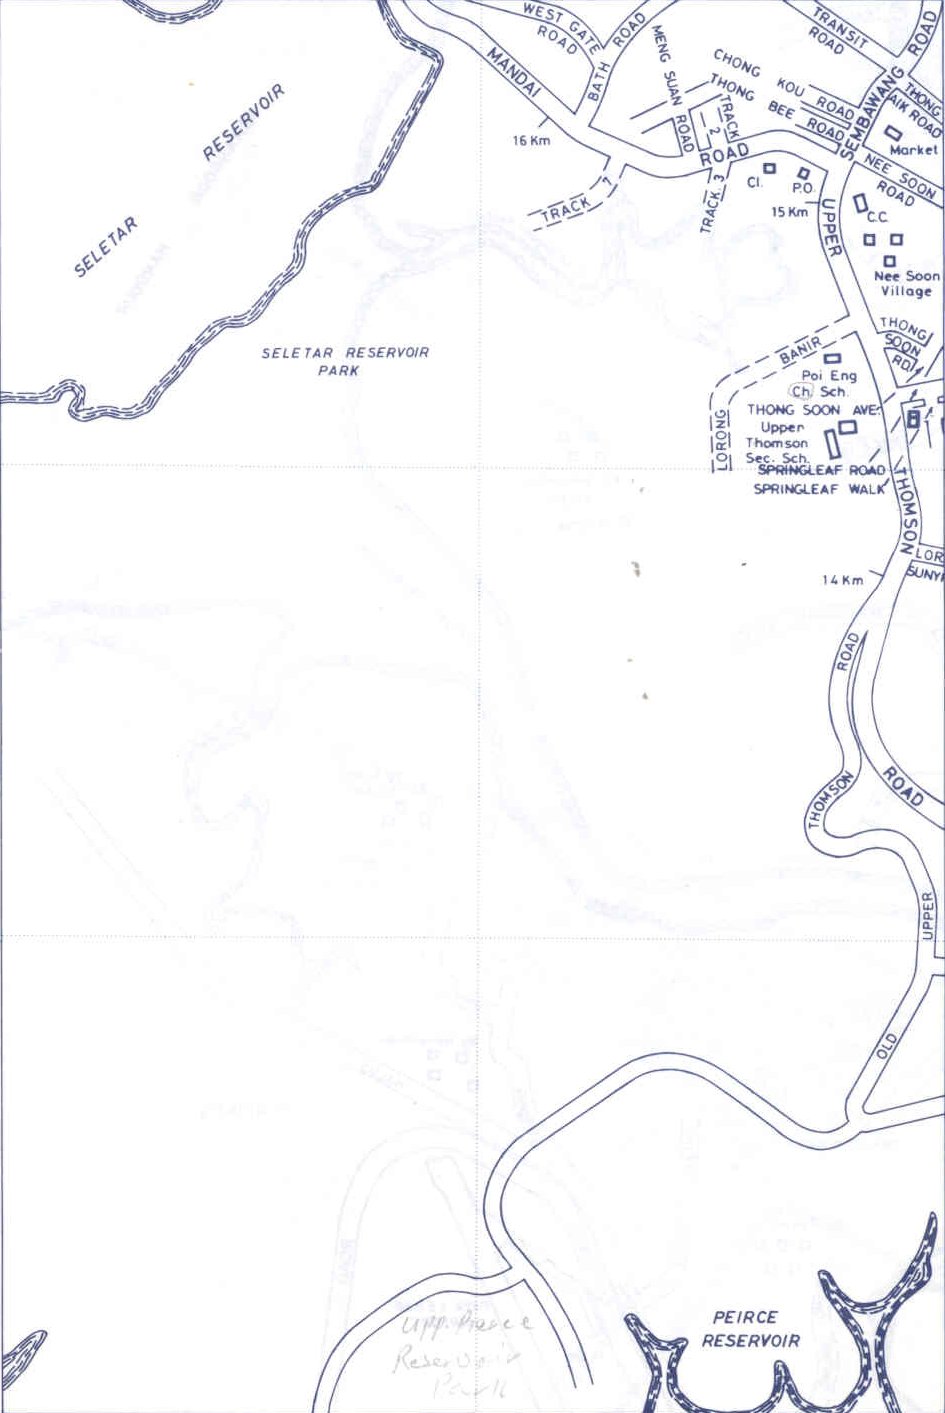 WEST GATE
ROAD
BATH ROAD
MANDAI
MENG SUAN ROAD
TRANSIT
ROAD
ROAD
SEMBAWANG
CHONG KOU ROAD
THONG BEE ROAD
THONG
AIK ROAD
Market
NEE SOON
ROAD
16 Km
TRACK 2
ROAD
TRACK 7
TRACK 3
Cl.
P.O.
15 Km
UPPER
C.C.
Nee Soon
Village
RESERVOIR
SELETAR
SELETAR RESERVOIR
PARK
THONG
SOON
RD.
BANIR
LORONG
Poi Eng
Ch. Sch.
THONG SOON AVE.
Upper
Thomson
Sec. Sch.
SPRINGLEAF ROAD
SPRINGLEAF WALK
THOMSON
LOR
SUNY
14 Km
ROAD
THOMSON
ROAD
UPPER
OLD
PEIRCE
RESERVOIR
Upp. Pierce
Reservoir
Park